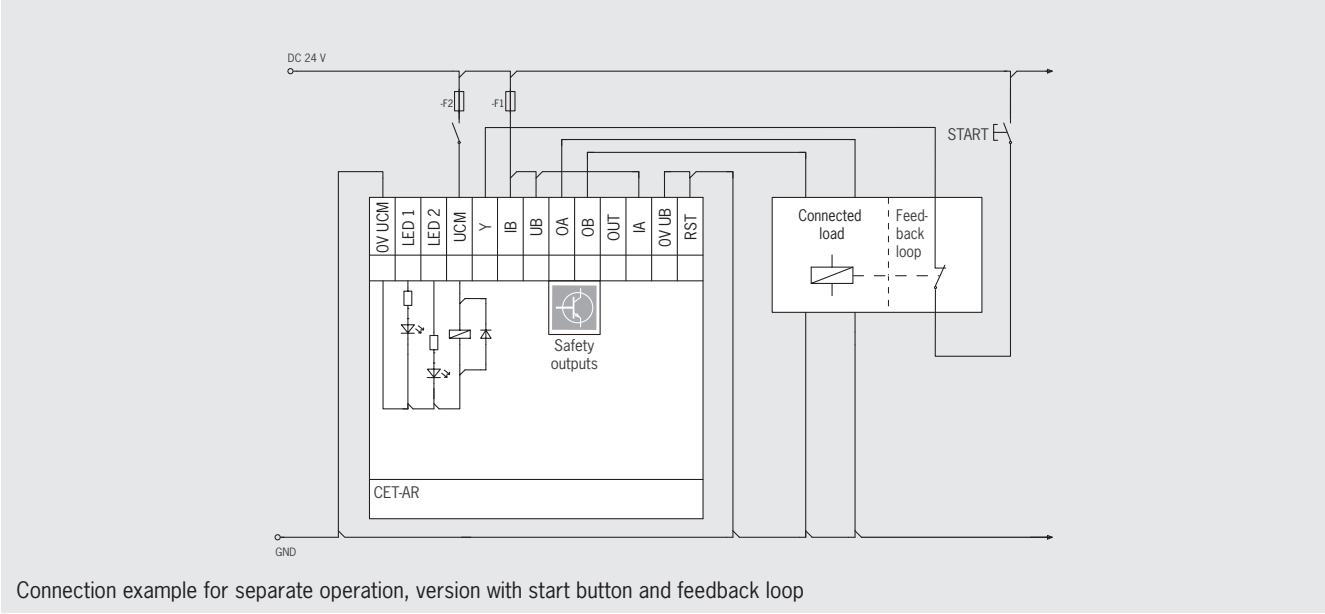 DC 24 V
-F2
-F1
START
0V UCM
LED 1
LED 2
UCM
Y
IB
UB
OA
OB
OUT
IA
0V UB
RST
Connected
load
Feed-
back
loop
Safety
outputs
CET-AR
GND
Connection example for separate operation, version with start button and feedback loop